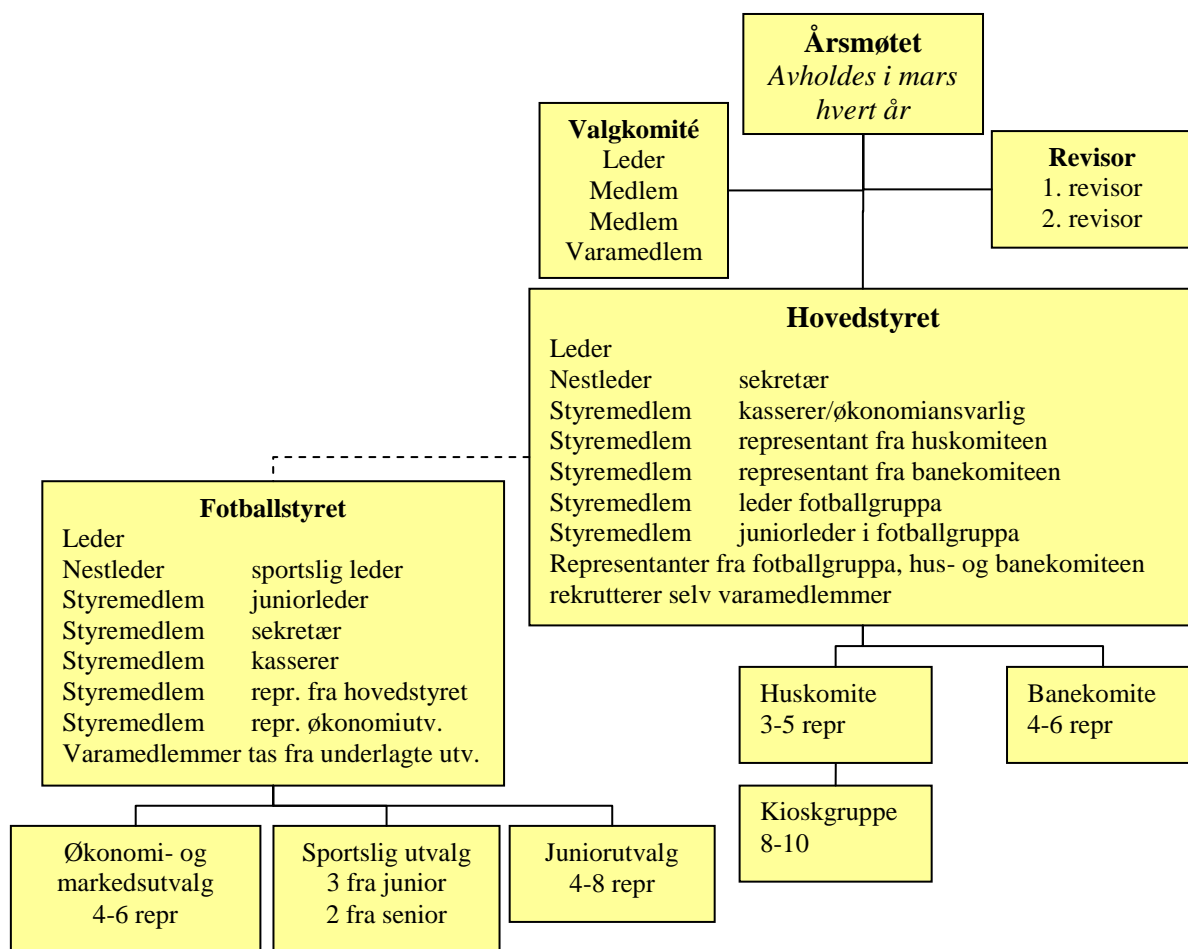 Årsmøtet
Avholdes i mars
hvert år
Valgkomité
Leder
Medlem
Medlem
Varamedlem
Revisor
1. revisor
2. revisor
Hovedstyret
Leder
Nestleder sekretær
Styremedlem kasserer/økonomiansvarlig
Styremedlem representant fra huskomiteen
Styremedlem representant fra banekomiteen
Styremedlem leder fotballgruppa
Styremedlem juniorleder i fotballgruppa
Representanter fra fotballgruppa, hus- og banekomiteen
rekrutterer selv varamedlemmer
Fotballstyret
Leder
Nestleder sportslig leder
Styremedlem juniorleder
Styremedlem sekretær
Styremedlem kasserer
Styremedlem repr. fra hovedstyret
Styremedlem repr. økonomiutv.
Varamedlemmer tas fra underlagte utv.
Huskomite
3-5 repr
Banekomite
4-6 repr
Kioskgruppe
8-10
Økonomi- og
markedsutvalg
4-6 repr
Sportslig utvalg
3 fra junior
2 fra senior
Juniorutvalg
4-8 repr